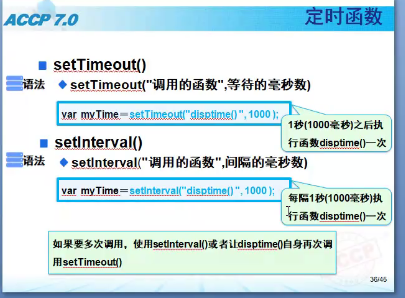 ACCP 7.0
定时函数
setTimeout()
语法
setTimeout("调用的函数",等待的毫秒数)
var myTime=setTimeout("disptime()",1000);
1秒(1000毫秒)之后执
行函数disptime()一次
setInterval()
语法
setInterval("调用的函数",间隔的毫秒数)
var myTime=setInterval("disptime()",1000);
每隔1秒(1000毫秒)执
行函数disptime()一次
如果要多次调用，使用setInterval()或者让disptime()自身再次调
用setTimeout()
36/45